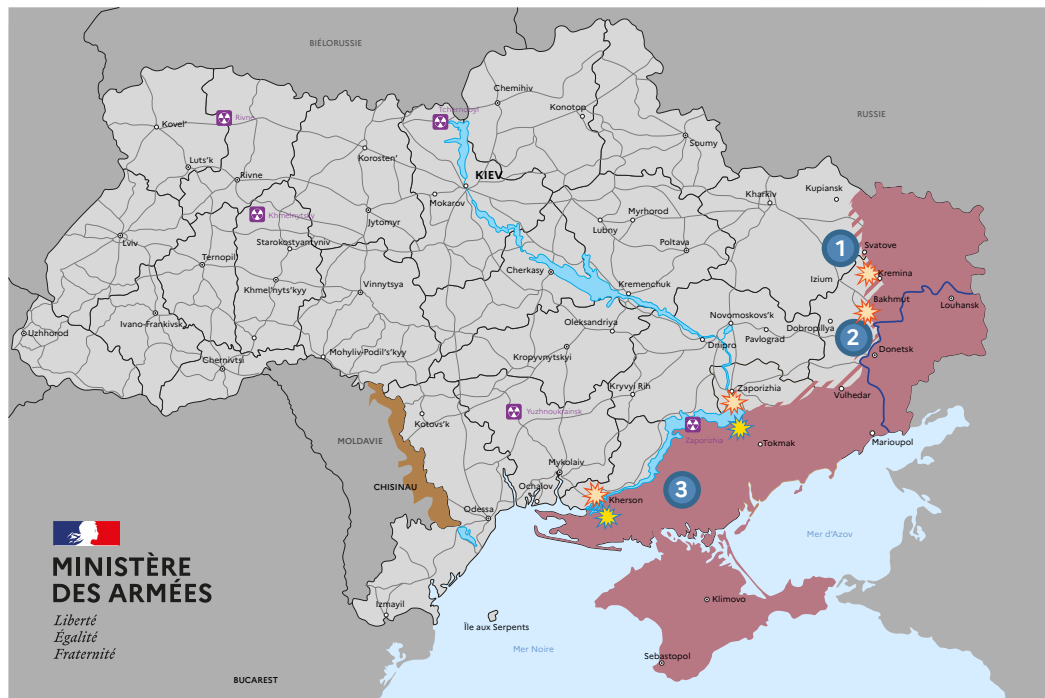 BIÉLORUSSIE
RUSSIE
Chernihiv
Tchernobyl
Konotop
Rivne
Kovel'
Soumy
Korosten'
Luts'k
KIEV
Rivne
Kupiansk
Kharkiv
Mokarov
Myrhorod
Jytomyr
Khmelnytsky
Lubny
Lviv
Starokostyantyniv
Poltava
1
Svatove
Ternopil
Cherkasy
Izium
Kremina
Khmel'nyts'kyy
Vinnytsya
Kremenchuk
Bakhmut
Louhansk
Novomoskovs'k
Ivano-Frankivsk
Oleksandriya
Dobropillya
Uzhhorod
Pavlograd
2
Dnipro
Donetsk
Mohyliv-Podil's'kyy
Kropyvnytskyi
Chernivtsi
Kryvyi Rih
Zaporizhia
Vulhedar
Yuzhnoukrainsk
Kotovs'k
MOLDAVIE
Zaporizhia
Tokmak
Marioupol
Mykolaiv
CHISINAU
Ochalov
3
Kherson
Odessa
Mer d'Azov
MINISTÈRE
DES ARMÉES
Liberté
Égalité
Fraternité
Klimovo
Izmayil
Île aux Serpents
Mer Noire
Sebastopol
BUCAREST